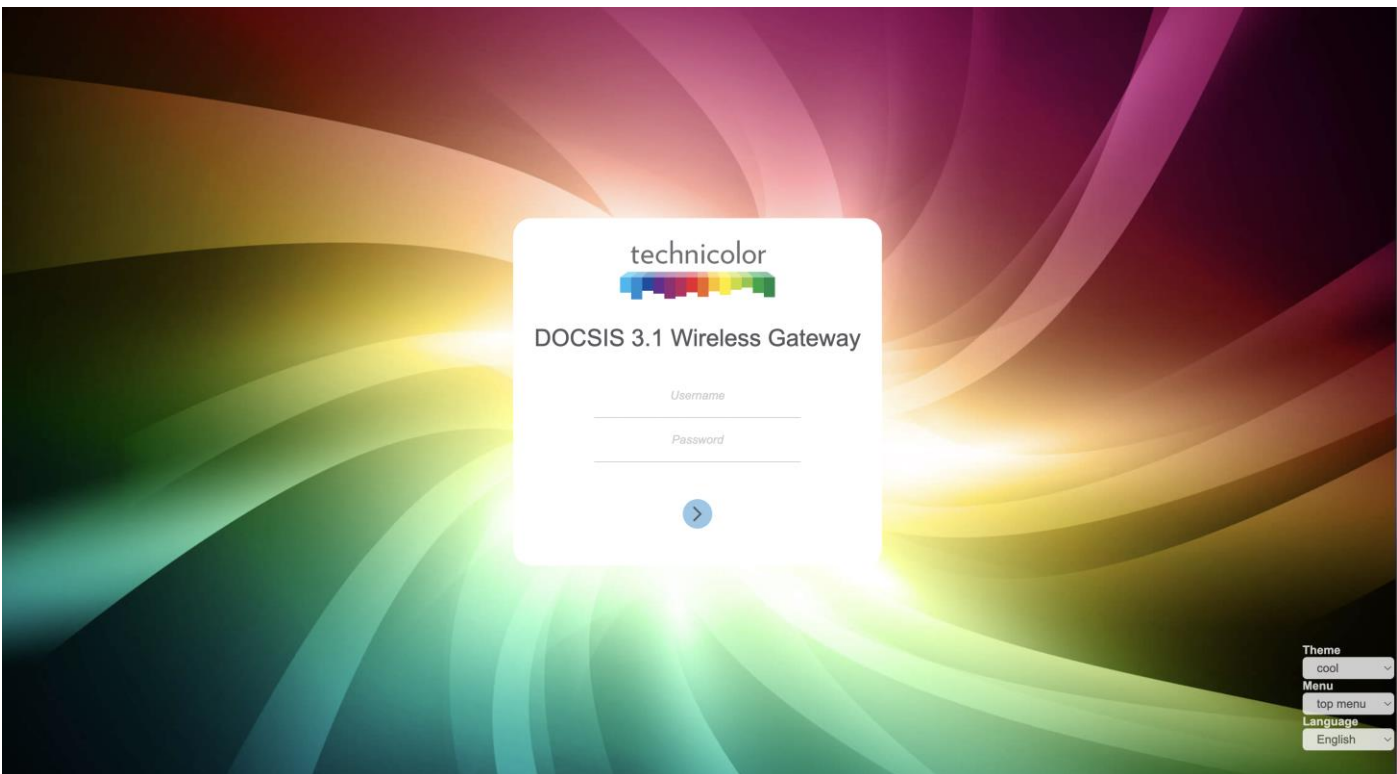 technicolor
DOCSIS 3.1 Wireless Gateway
Username
Password
Theme
cool
Menu
top menu
Language
English